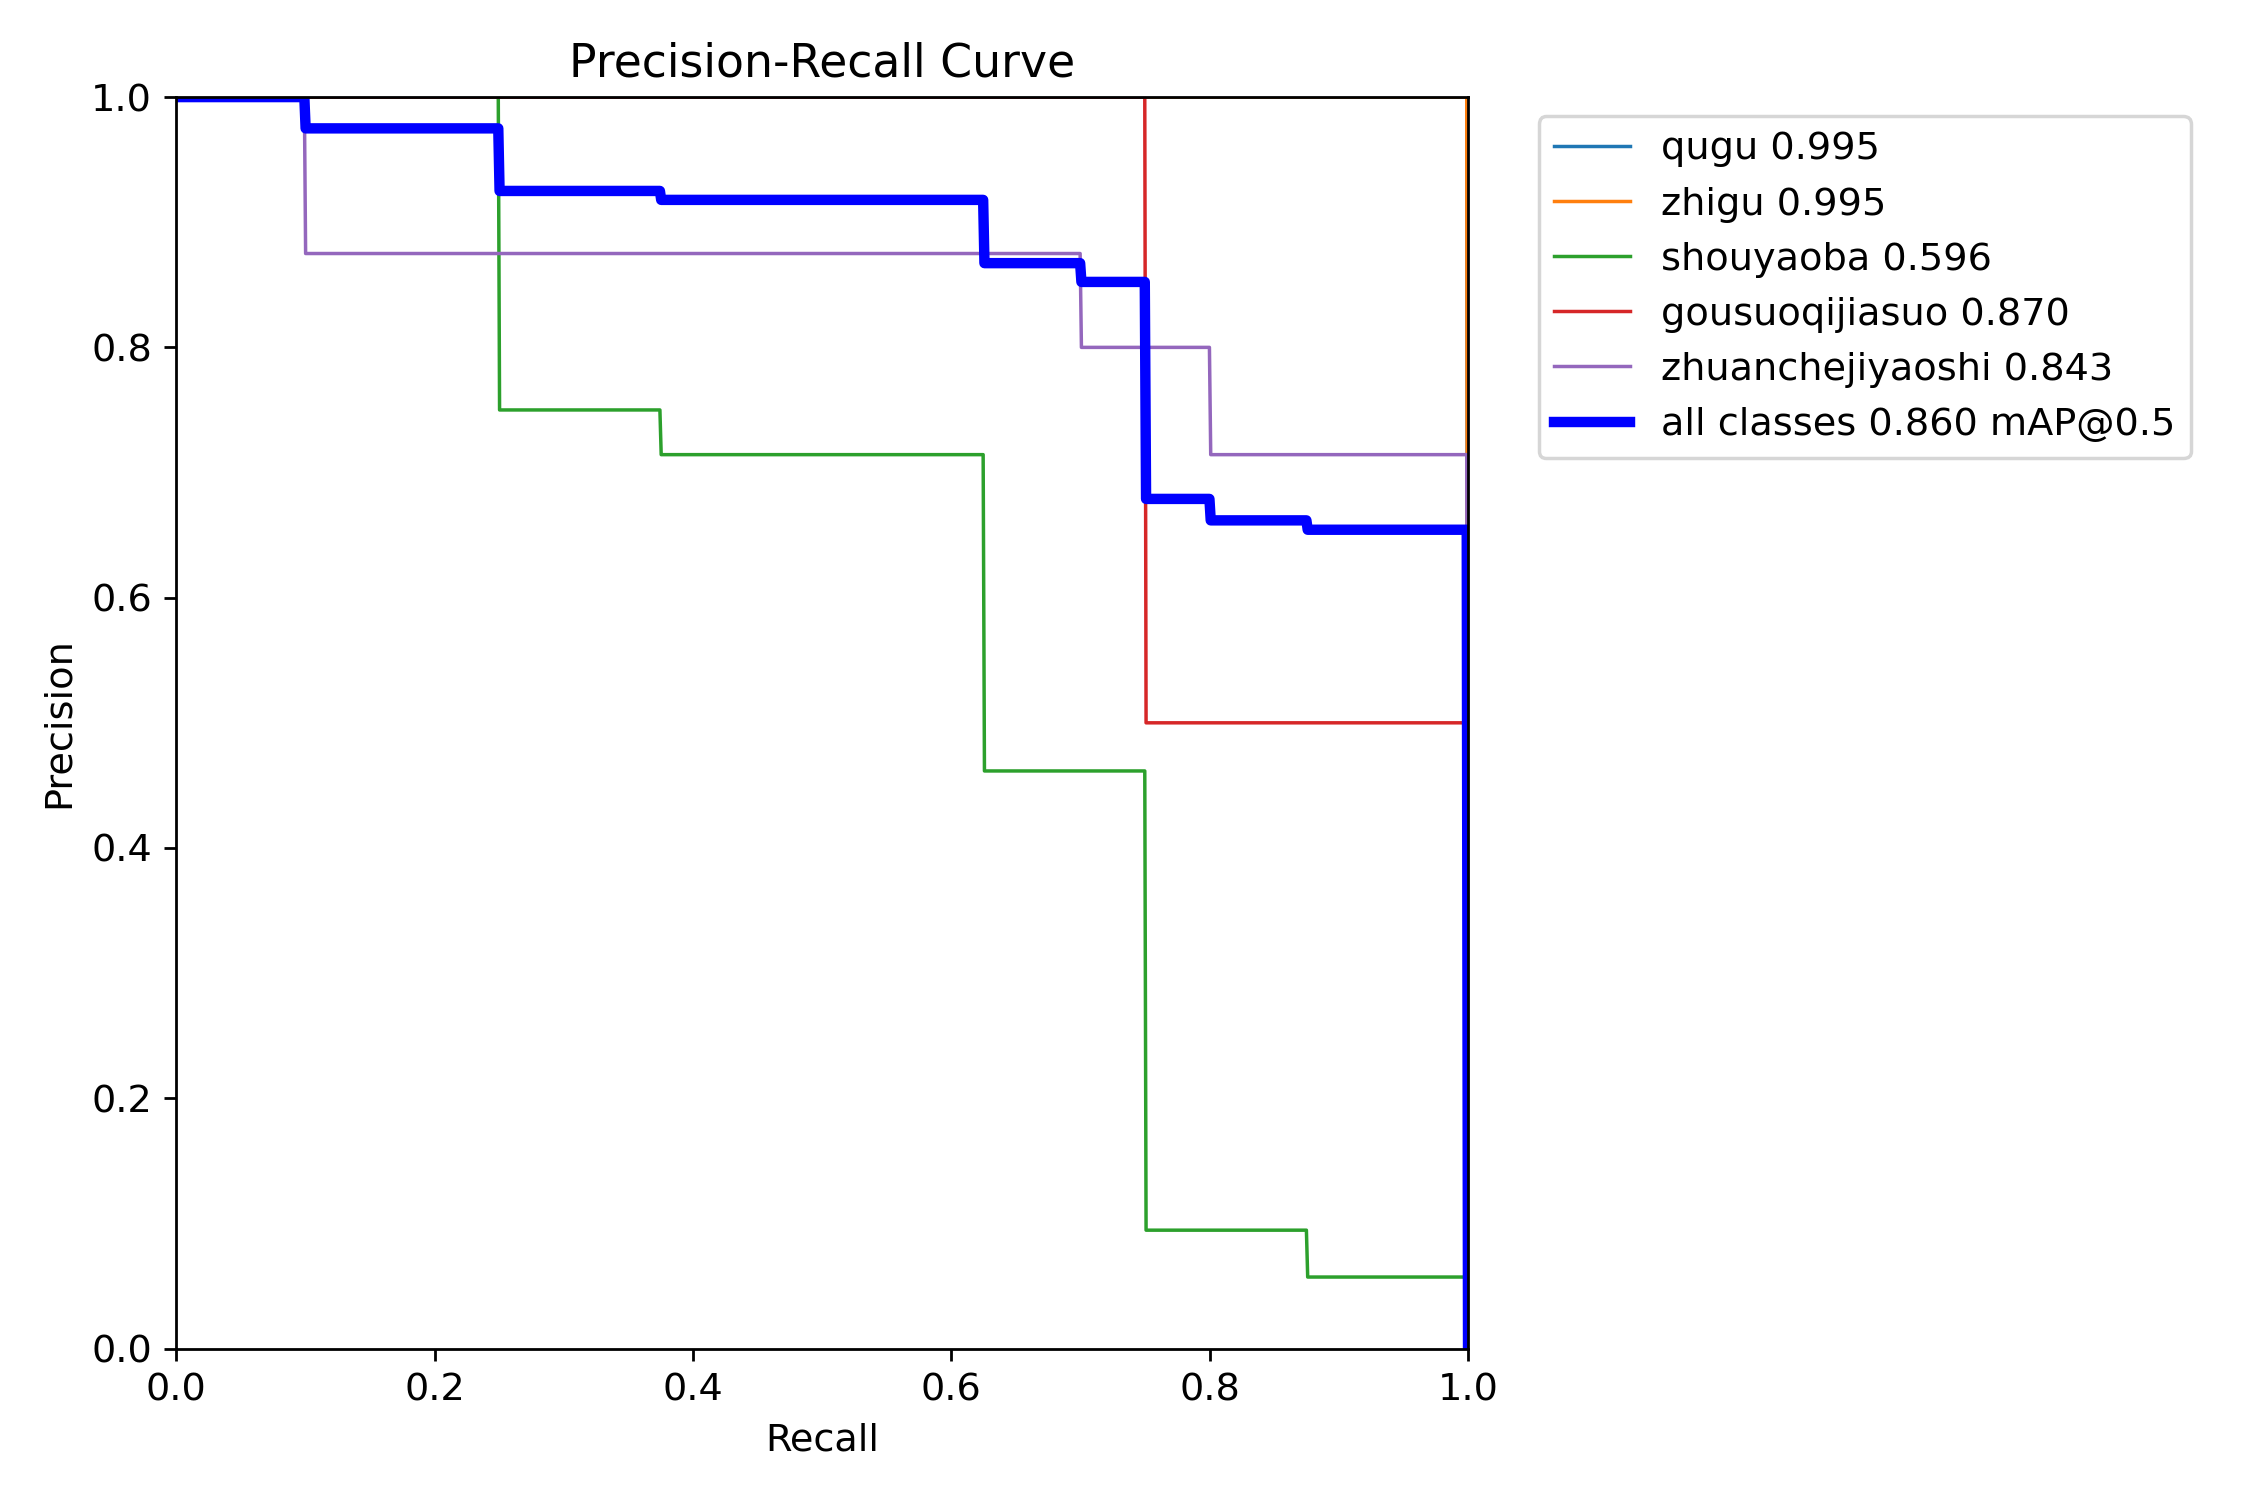 Precision-Recall Curve
1.0
0.8
0.6
0.4
0.2
0.0
Precision
0.0 0.2 0.4 0.6 0.8 1.0
Recall
qugu 0.995
zhigu 0.995
shouyaoba 0.596
gousuoqijiasuo 0.870
zhuanchejiyaoshi 0.843
all classes 0.860 mAP@0.5